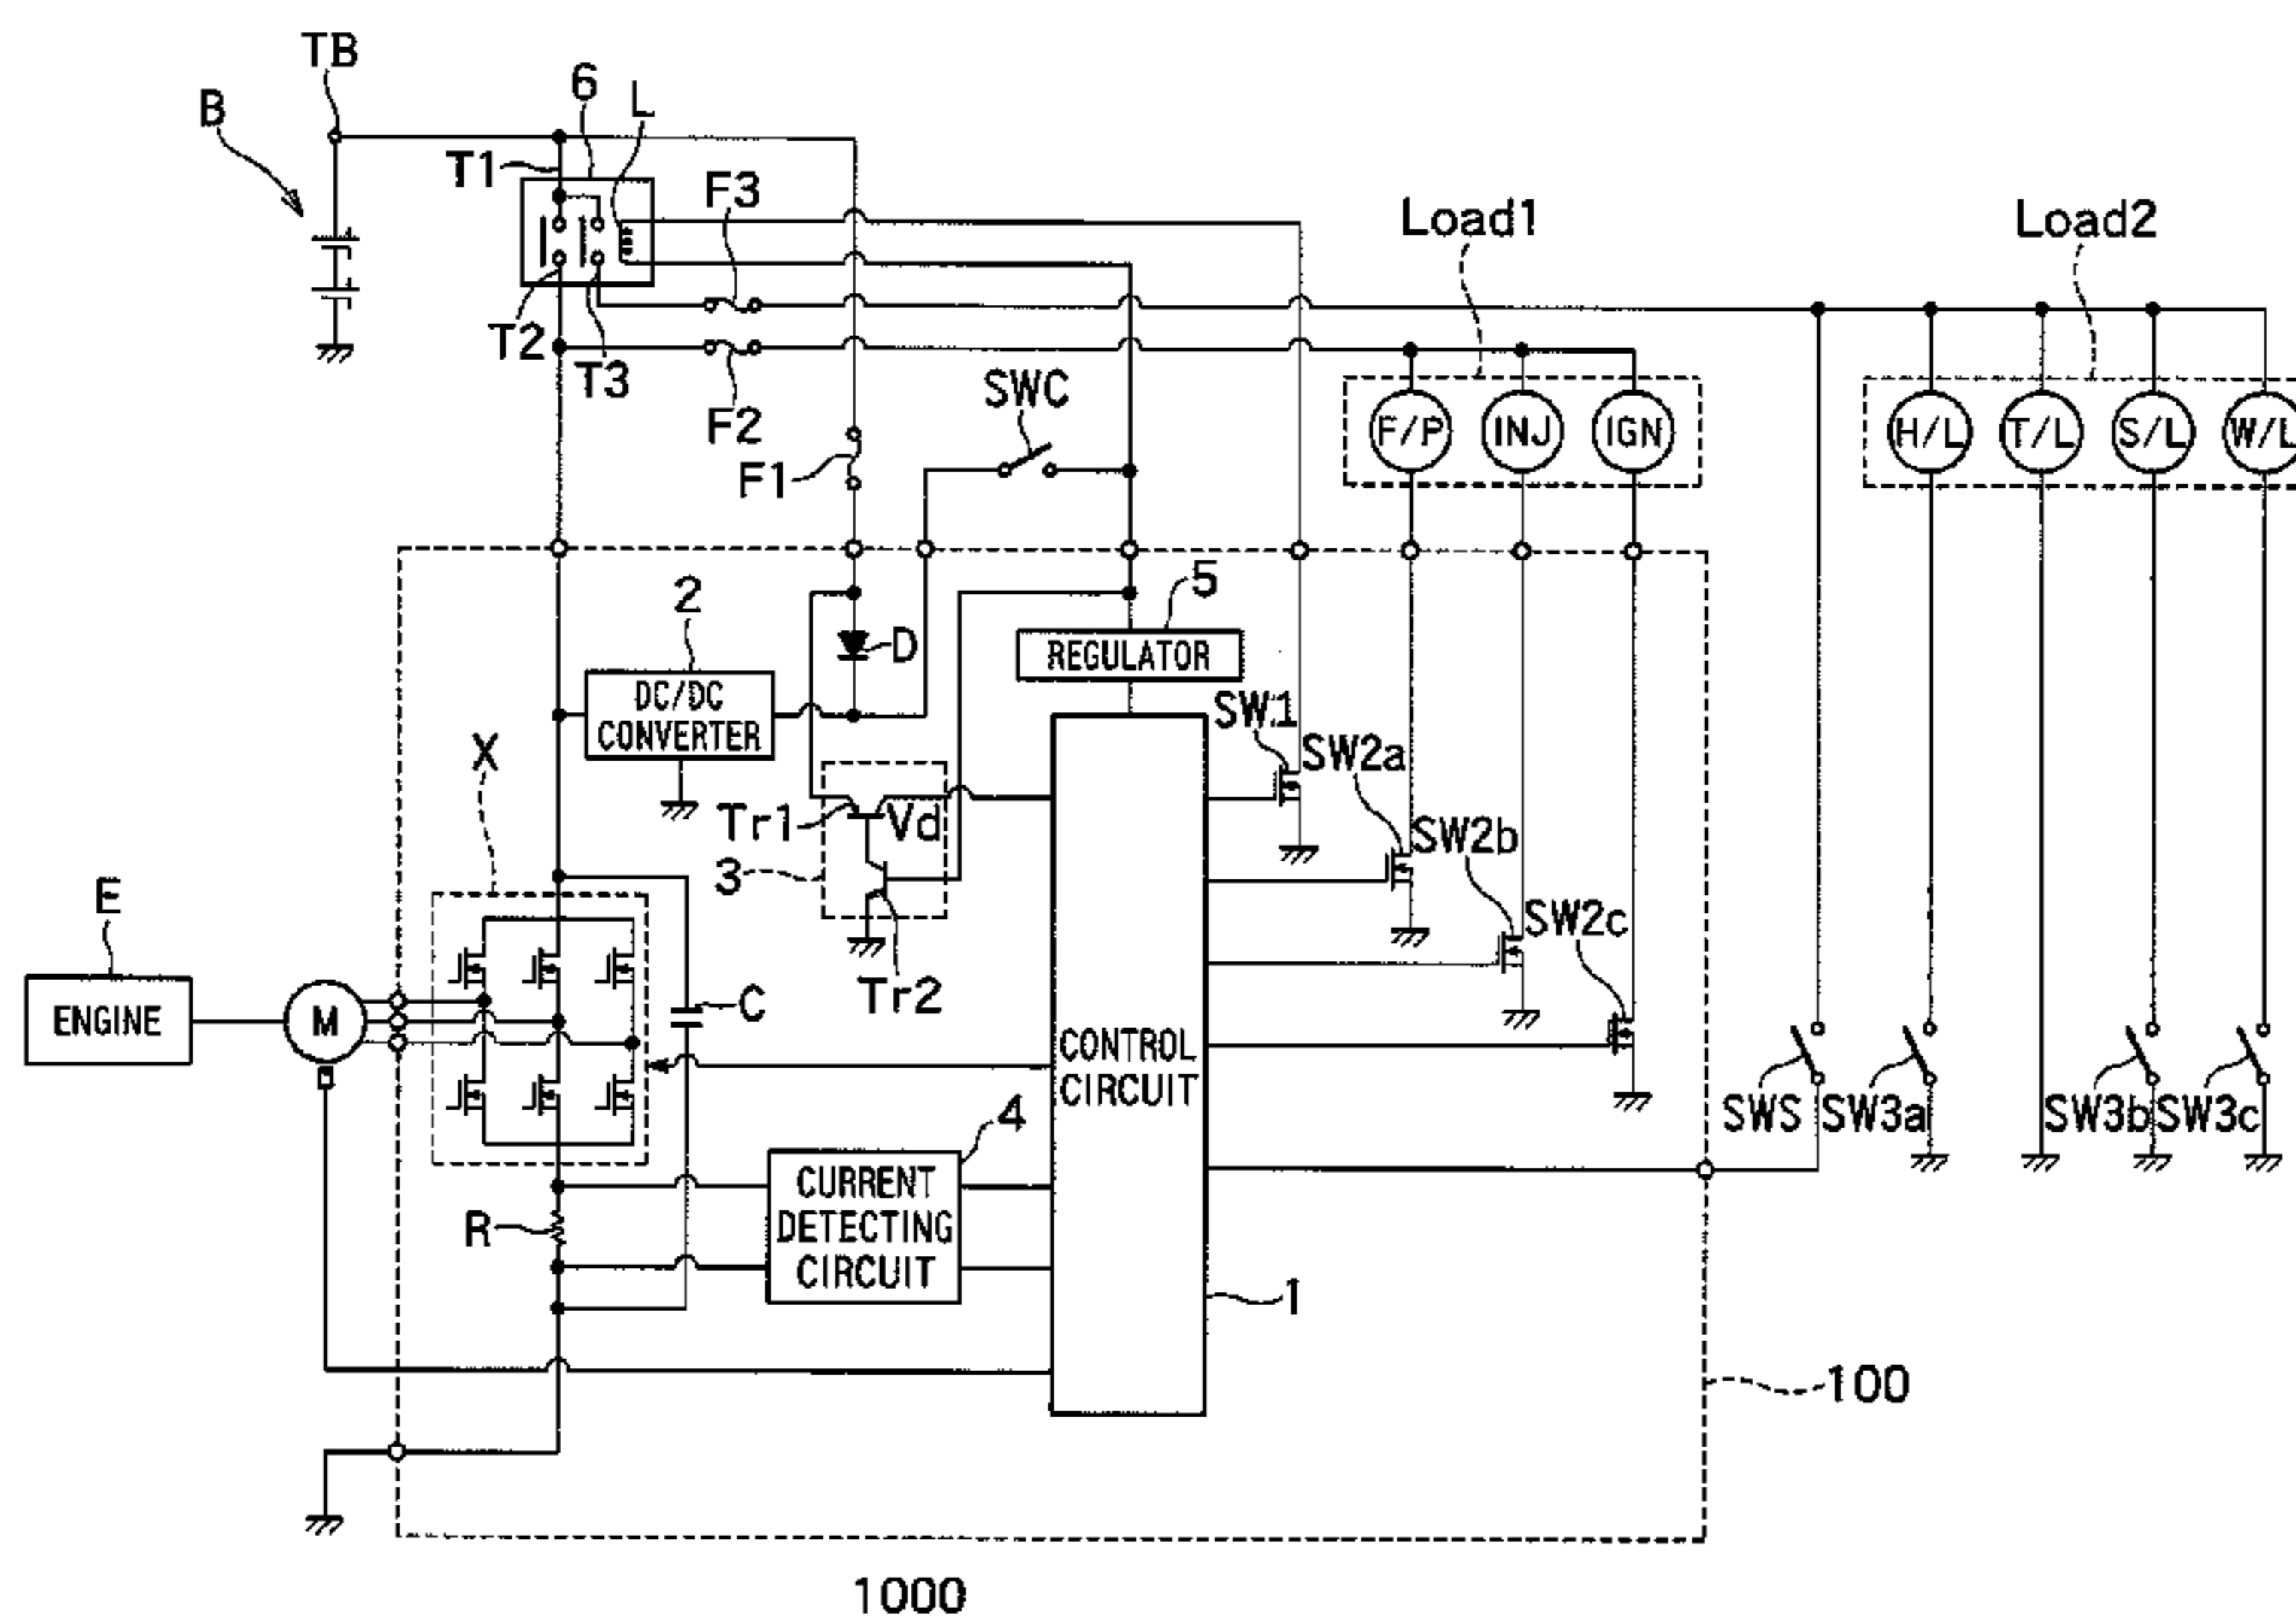 TB
6
B
L
T1
F3
Load1
Load2
T2
T3
SWC
F2
F/P
INJ
IGN
H/L
T/L
S/L
W/L
F1
2
5
D
REGULATOR
DC/DC
CONVERTER
SW1
X
SW2a
Tr1
Vd
SW2b
3
E
SW2c
Tr2
C
ENGINE
M
CONTROL
CIRCUIT
4
SWS
SW3a
SW3b
SW3c
CURRENT
DETECTING
CIRCUIT
R
1
100
1000